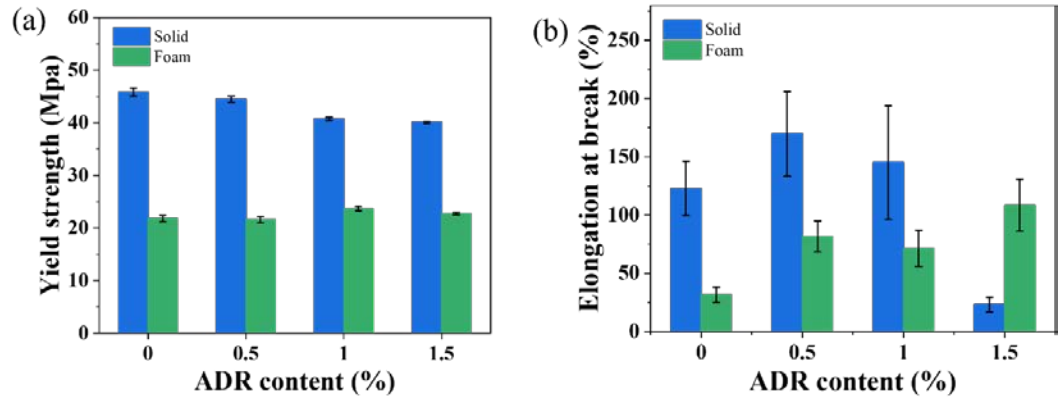 (a)
Yield strength (Mpa)
60
50
40
30
20
10
0
Solid
Foam
0 0.5 1 1.5
ADR content (%)
(b)
Elongation at break (%)
250
200
150
100
50
0
Solid
Foam
0 0.5 1 1.5
ADR content (%)